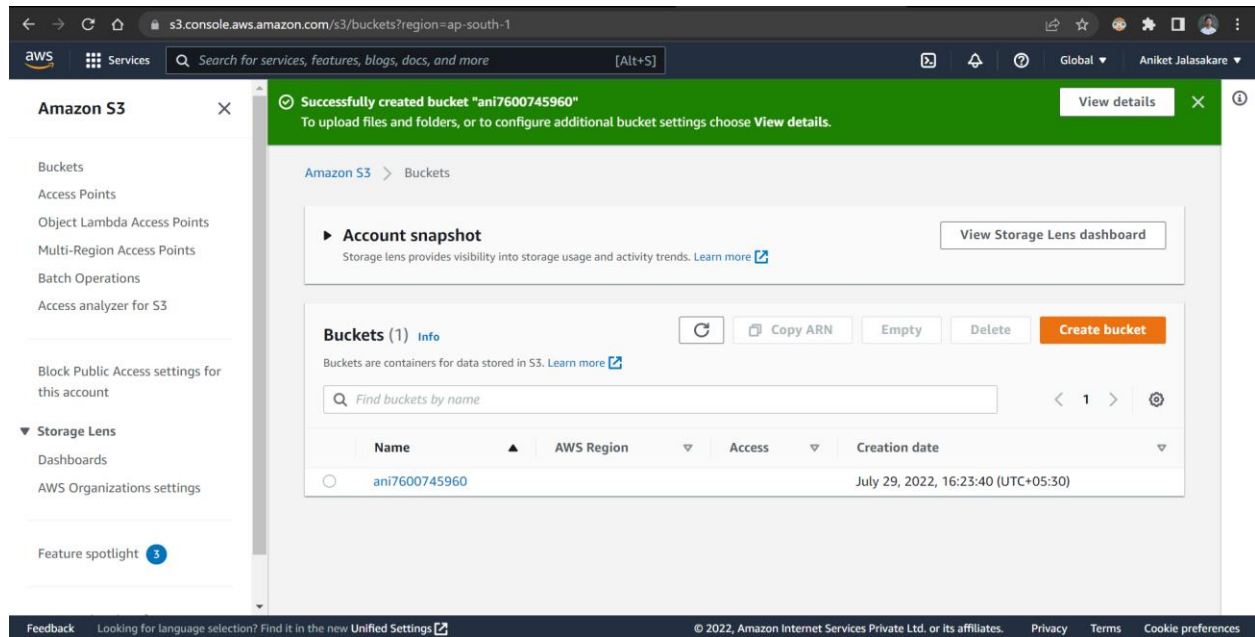 s3.console.aws.amazon.com/s3/buckets?region=ap-south-1
aws
Services
Search for services, features, blogs, docs, and more
[Alt+S]
Global
Aniket Jalasakare
Amazon S3
Buckets
Access Points
Object Lambda Access Points
Multi-Region Access Points
Batch Operations
Access analyzer for S3
Block Public Access settings for
this account
Storage Lens
Dashboards
AWS Organizations settings
Feature spotlight 3
Successfully created bucket "ani7600745960"
To upload files and folders, or to configure additional bucket settings choose View details.
View details
Amazon S3 > Buckets
Account snapshot
Storage lens provides visibility into storage usage and activity trends. Learn more
View Storage Lens dashboard
Buckets (1) Info
Copy ARN
Empty
Delete
Create bucket
Buckets are containers for data stored in S3. Learn more
Find buckets by name
1
Name
AWS Region
Access
Creation date
ani7600745960
July 29, 2022, 16:23:40 (UTC+05:30)
Feedback
Looking for language selection? Find it in the new Unified Settings
© 2022, Amazon Internet Services Private Ltd. or its affiliates.
Privacy
Terms
Cookie preferences